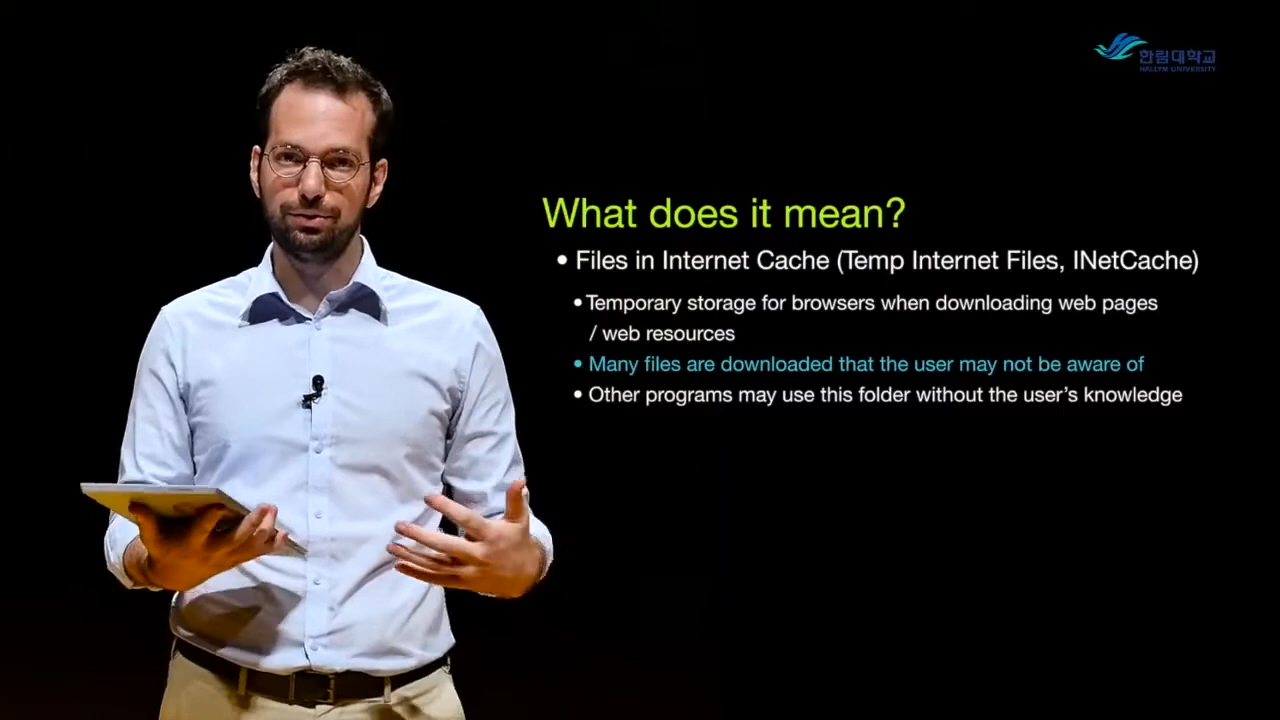 한림대학교
HALLYM UNIVERSITY
What does it mean?
• Files in Internet Cache (Temp Internet Files, INetCache)
• Temporary storage for browsers when downloading web pages
/ web resources
• Many files are downloaded that the user may not be aware of
• Other programs may use this folder without the user's knowledge